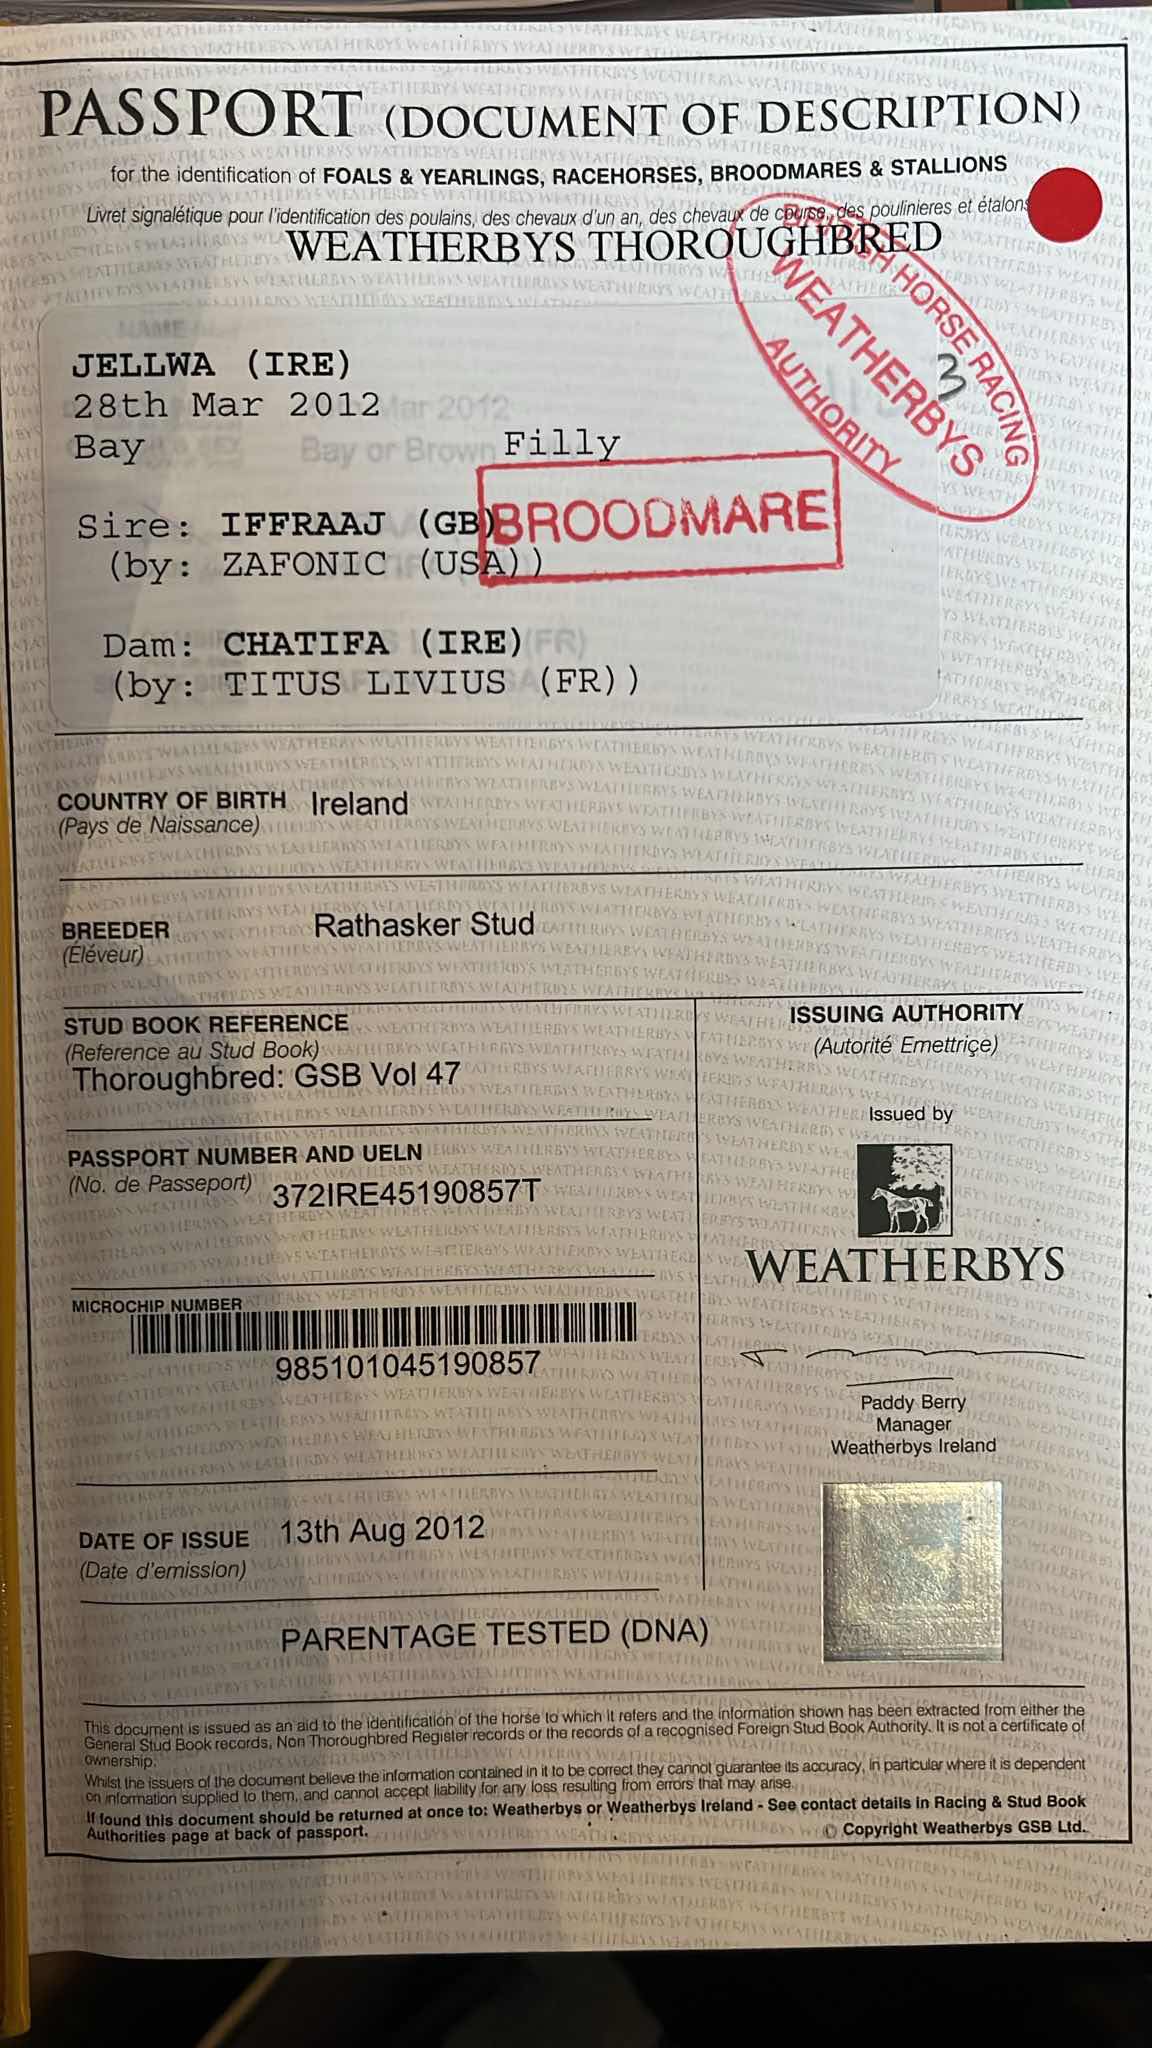 PASSPORT (DOCUMENT OF DESCRIPTION)
for the identification of FOALS & YEARLINGS, RACEHORSES, BROODMARES & STALLIONS
Livret signalétique pour l'identification des poulains, des chevaux d'un an, des chevaux de course, des poulinieres et étalons
WEATHERBYS THOROUGHBRED
BRITISH HORSE RACING
WEATHERBYS
AUTHORITY
3
JELLWA (IRE)
28th Mar 2012
Bay Filly
Bay or Brown
BROODMARE
Sire: IFFRAAJ (GB)
(by: ZAFONIC (USA))
Dam: CHATIFA (IRE)
(by: TITUS LIVIUS (FR))
COUNTRY OF BIRTH Ireland
(Pays de Naissance)
BREEDER Rathasker Stud
(Éléveur)
STUD BOOK REFERENCE
(Reference au Stud Book)
Thoroughbred: GSB Vol 47
PASSPORT NUMBER AND UELN
(No. de Passeport) 372IRE45190857T
MICROCHIP NUMBER
985101045190857
DATE OF ISSUE 13th Aug 2012
(Date d'emission)
ISSUING AUTHORITY
(Autorité Emettriçe)
Issued by
WEATHERBYS
Paddy Berry
Manager
Weatherbys Ireland
PARENTAGE TESTED (DNA)
This document is issued as an aid to the identification of the horse to which it refers and the information shown has been extracted from either the
General Stud Book records, Non Thoroughbred Register records or the records of a recognised Foreign Stud Book Authority. It is not a certificate of
ownership.
Whilst the issuers of the document believe the information contained in it to be correct they cannot guarantee its accuracy, in particular where it is dependent
on information supplied to them, and cannot accept liability for any loss resulting from errors that may arise.
If found this document should be returned at once to: Weatherbys or Weatherbys Ireland - See contact details in Racing & Stud Book
Authorities page at back of passport.
© Copyright Weatherbys GSB Ltd.